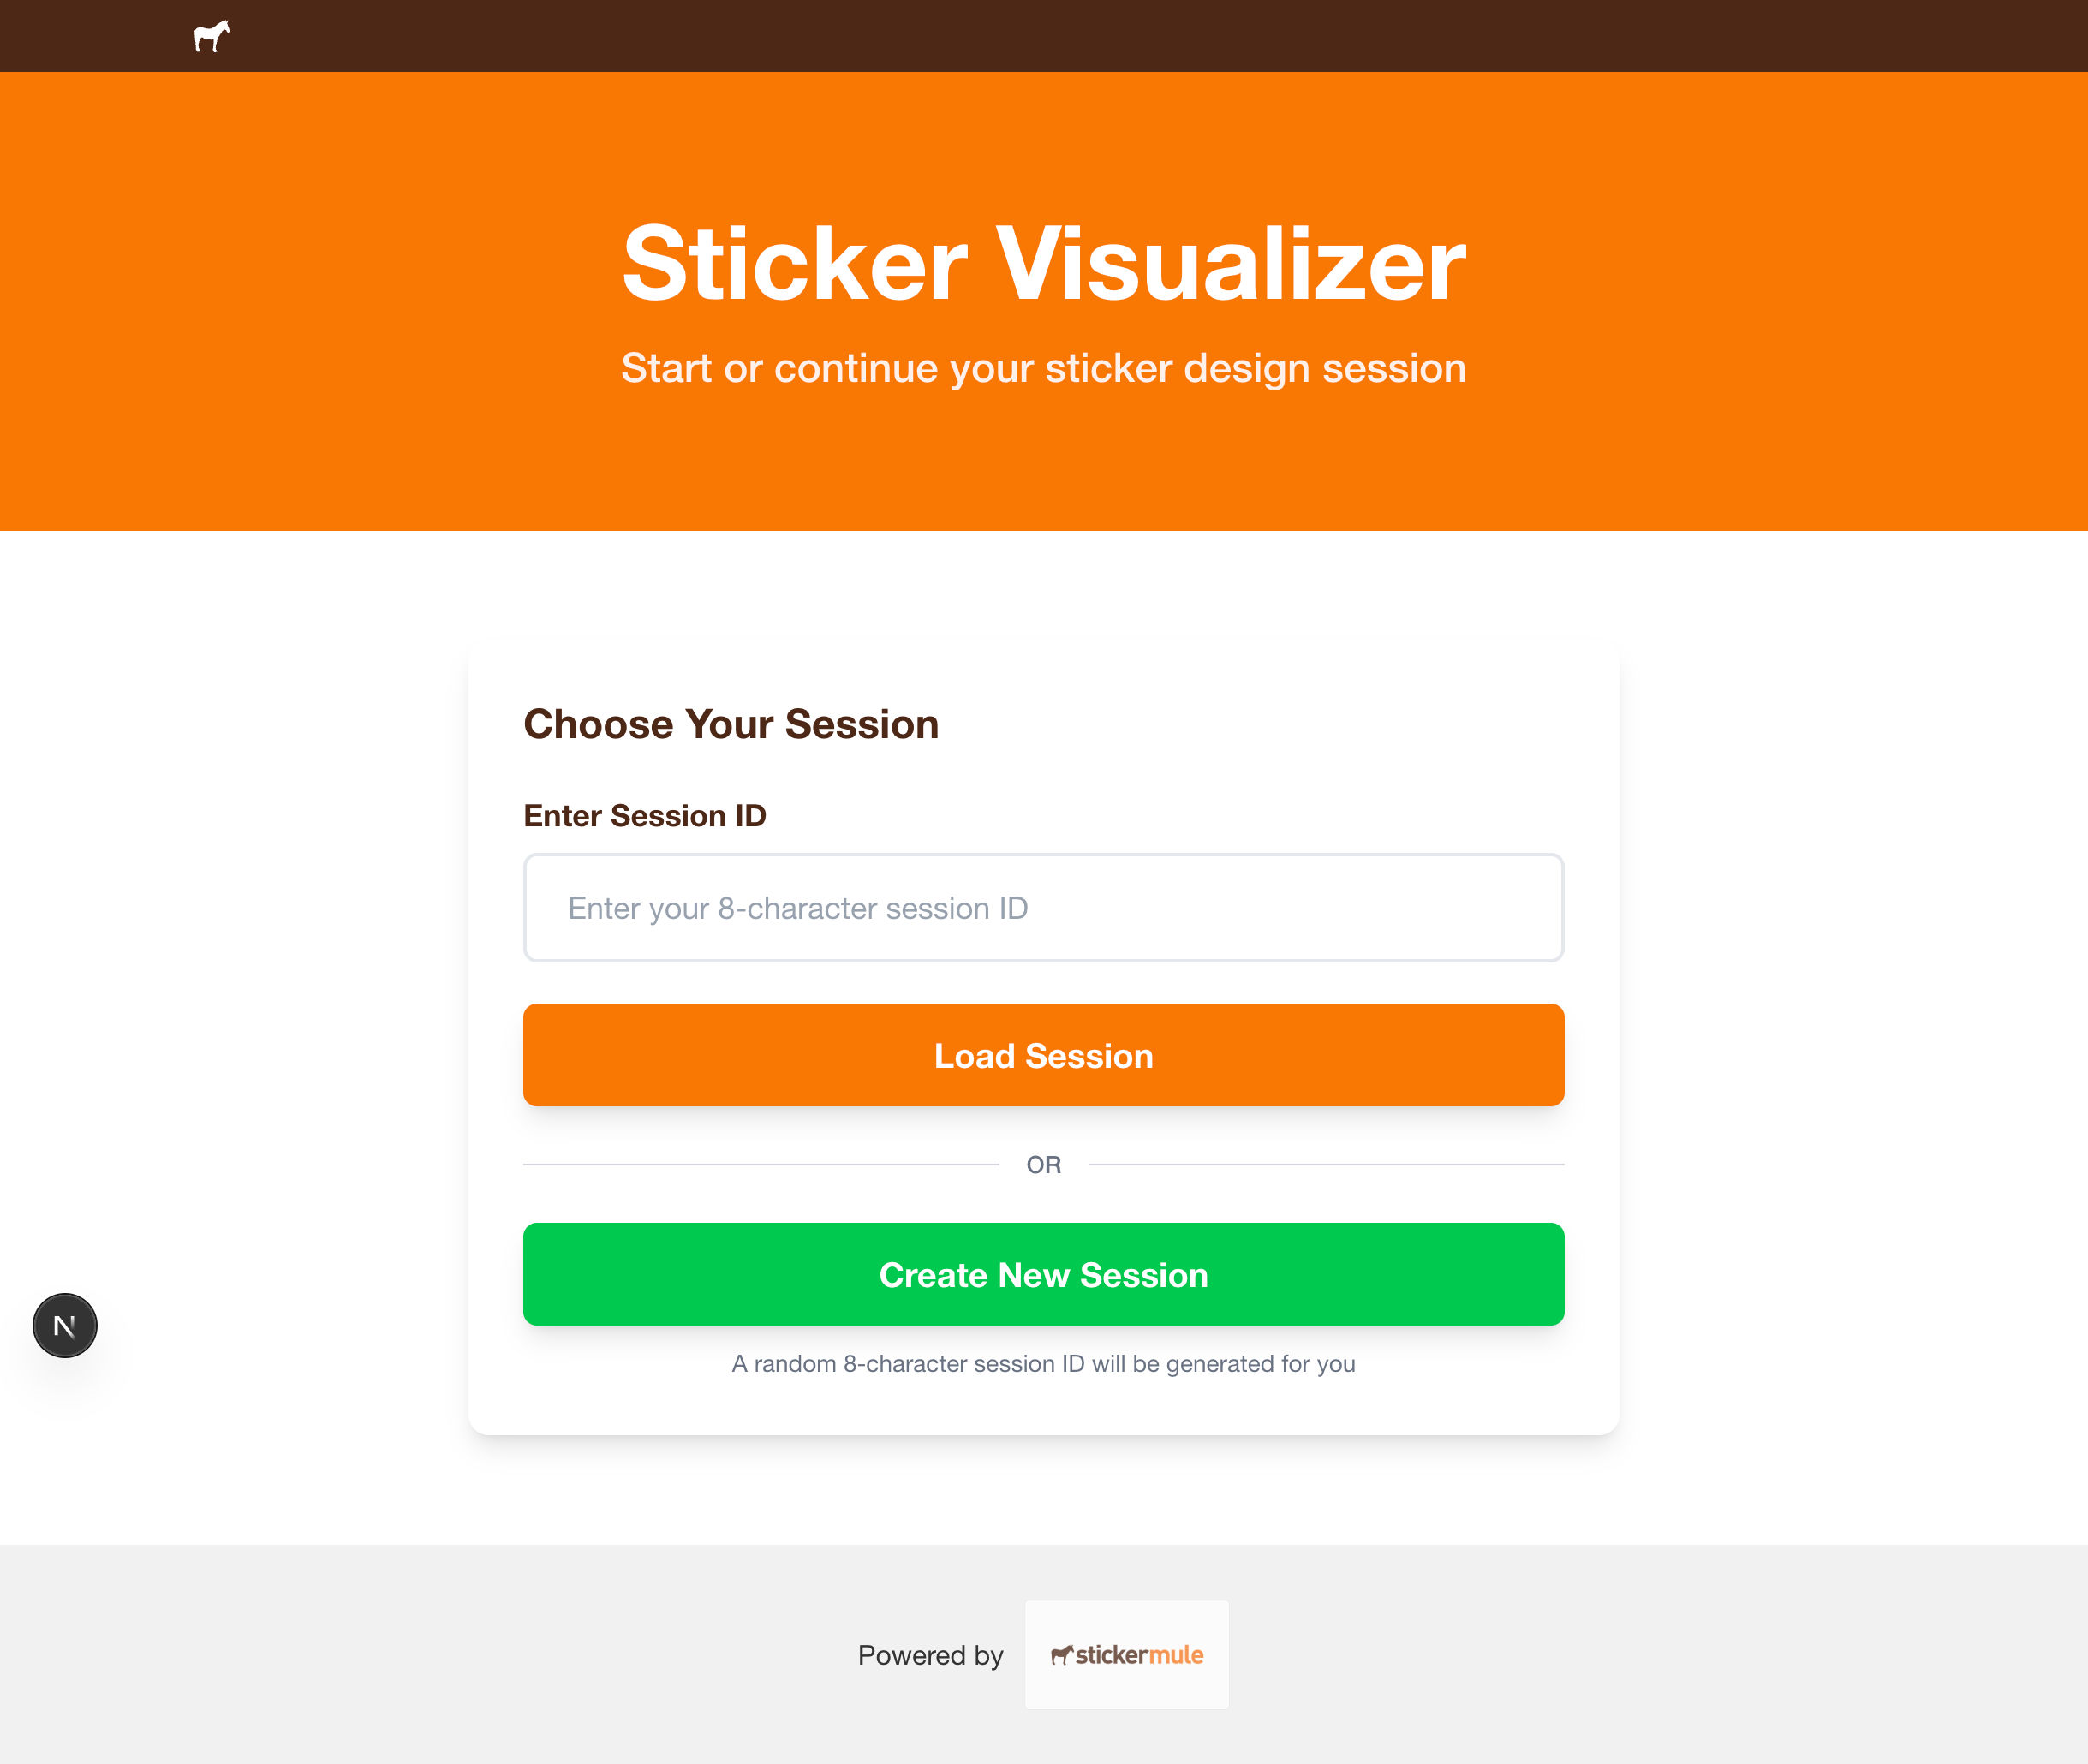 Sticker Visualizer
Start or continue your sticker design session
Choose Your Session
Enter Session ID
Enter your 8-character session ID
Load Session
OR
Create New Session
A random 8-character session ID will be generated for you
N
Powered by stickermule